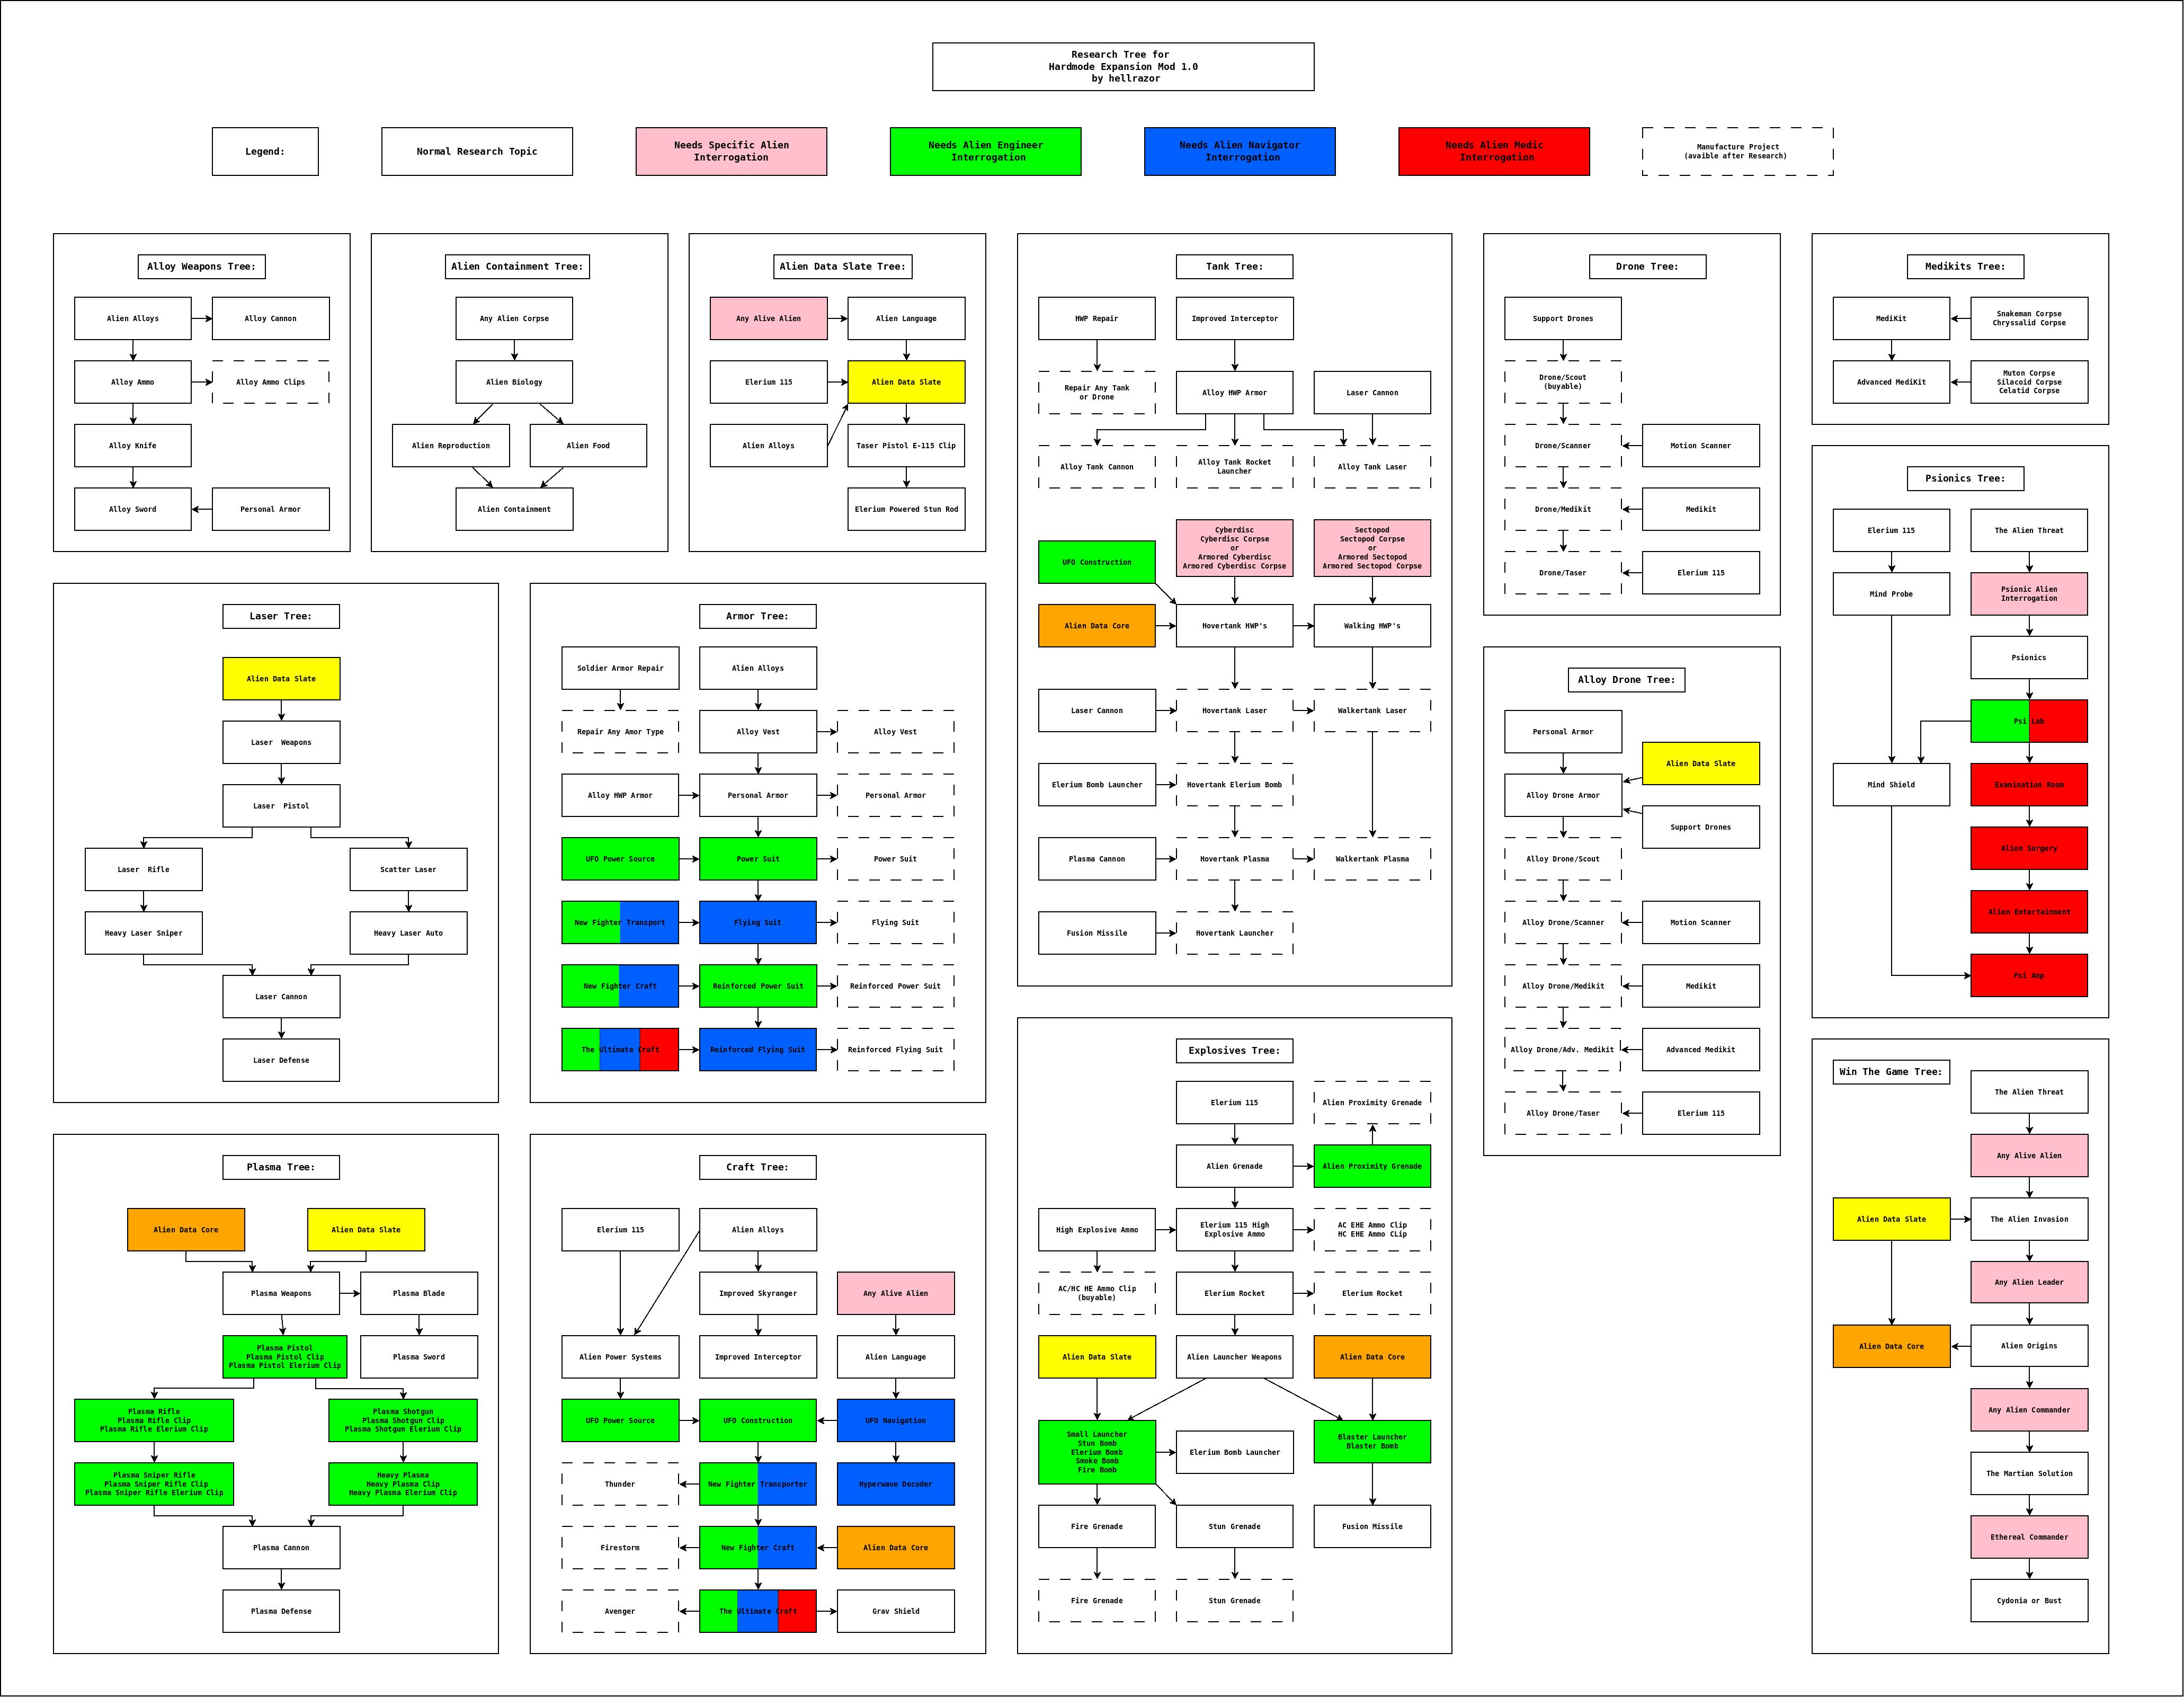 Research Tree for
Hardmode Expansion Mod 1.0
by hellrazor
Legend:
Normal Research Topic
Needs Specific Alien
Interrogation
Needs Alien Engineer
Interrogation
Needs Alien Navigator
Interrogation
Needs Alien Medic
Interrogation
Manufacture Project
(avaible after Research)
Alloy Weapons Tree:
Alien Alloys
Alloy Cannon
Alloy Ammo
Alloy Ammo Clips
Alloy Knife
Alloy Sword
Personal Armor
Alien Containment Tree:
Any Alien Corpse
Alien Biology
Alien Reproduction
Alien Food
Alien Containment
Alien Data Slate Tree:
Any Alive Alien
Alien Language
Elerium 115
Alien Data Slate
Alien Alloys
Taser Pistol E-115 Clip
Elerium Powered Stun Rod
Tank Tree:
HWP Repair
Improved Interceptor
Repair Any Tank
or Drone
Alloy HWP Armor
Laser Cannon
Alloy Tank Cannon
Alloy Tank Rocket
Launcher
Alloy Tank Laser
UFO Construction
Cyberdisc
Cyberdisc Corpse
or
Armored Cyberdisc
Armored Cyberdisc Corpse
Sectopod
Sectopod Corpse
or
Armored Sectopod
Armored Sectopod Corpse
Alien Data Core
Hovertank HWP's
Walking HWP's
Laser Cannon
Hovertank Laser
Walkertank Laser
Elerium Bomb Launcher
Hovertank Elerium Bomb
Plasma Cannon
Hovertank Plasma
Walkertank Plasma
Fusion Missile
Hovertank Launcher
Drone Tree:
Support Drones
Drone/Scout
(buyable)
Drone/Scanner
Motion Scanner
Drone/Medikit
Medikit
Drone/Taser
Elerium 115
Medikits Tree:
MediKit
Snakeman Corpse
Chryssalid Corpse
Advanced MediKit
Muton Corpse
Silacoid Corpse
Celatid Corpse
Psionics Tree:
Elerium 115
The Alien Threat
Mind Probe
Psionic Alien
Interrogation
Psionics
Psi Lab
Mind Shield
Examination Room
Alien Surgery
Alien Entertainment
Psi Amp
Laser Tree:
Alien Data Slate
Laser  Weapons
Laser  Pistol
Laser  Rifle
Scatter Laser
Heavy Laser Sniper
Heavy Laser Auto
Laser Cannon
Laser Defense
Armor Tree:
Soldier Armor Repair
Alien Alloys
Repair Any Amor Type
Alloy Vest
Alloy Vest
Alloy HWP Armor
Personal Armor
Personal Armor
UFO Power Source
Power Suit
Power Suit
New Fighter Transport
Flying Suit
Flying Suit
New Fighter Craft
Reinforced Power Suit
Reinforced Power Suit
The Ultimate Craft
Reinforced Flying Suit
Reinforced Flying Suit
Alloy Drone Tree:
Personal Armor
Alien Data Slate
Alloy Drone Armor
Support Drones
Alloy Drone/Scout
Alloy Drone/Scanner
Motion Scanner
Alloy Drone/Medikit
Medikit
Alloy Drone/Adv. Medikit
Advanced Medikit
Alloy Drone/Taser
Elerium 115
Plasma Tree:
Alien Data Core
Alien Data Slate
Plasma Weapons
Plasma Blade
Plasma Pistol
Plasma Pistol Clip
Plasma Pistol Elerium Clip
Plasma Sword
Plasma Rifle
Plasma Rifle Clip
Plasma Rifle Elerium Clip
Plasma Shotgun
Plasma Shotgun Clip
Plasma Shotgun Elerium Clip
Plasma Sniper Rifle
Plasma Sniper Rifle Clip
Plasma Sniper Rifle Elerium Clip
Heavy Plasma
Heavy Plasma Clip
Heavy Plasma Elerium Clip
Plasma Cannon
Plasma Defense
Craft Tree:
Elerium 115
Alien Alloys
Improved Skyranger
Any Alive Alien
Alien Power Systems
Improved Interceptor
Alien Language
UFO Power Source
UFO Construction
UFO Navigation
Thunder
New Fighter Transporter
Hyperwave Decoder
Firestorm
New Fighter Craft
Alien Data Core
Avenger
The Ultimate Craft
Grav Shield
Explosives Tree:
Elerium 115
Alien Proximity Grenade
Alien Grenade
Alien Proximity Grenade
High Explosive Ammo
Elerium 115 High
Explosive Ammo
AC EHE Ammo Clip
HC EHE Ammo CLip
AC/HC HE Ammo Clip
(buyable)
Elerium Rocket
Elerium Rocket
Alien Data Slate
Alien Launcher Weapons
Alien Data Core
Small Launcher
Stun Bomb
Elerium Bomb
Smoke Bomb
Fire Bomb
Elerium Bomb Launcher
Blaster Launcher
Blaster Bomb
Fire Grenade
Stun Grenade
Fusion Missile
Fire Grenade
Stun Grenade
Win The Game Tree:
The Alien Threat
Any Alive Alien
Alien Data Slate
The Alien Invasion
Any Alien Leader
Alien Data Core
Alien Origins
Any Alien Commander
The Martian Solution
Ethereal Commander
Cydonia or Bust